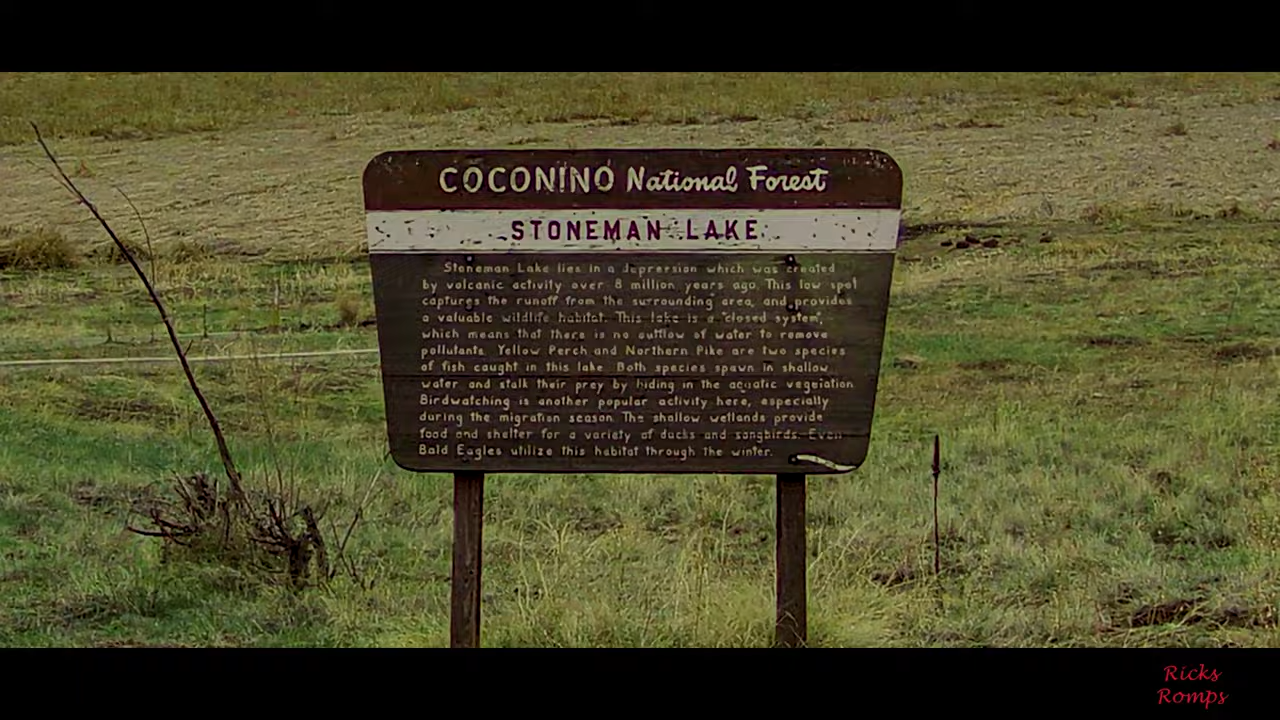 COCONINO National Forest
STONEMAN LAKE
Stoneman Lake lies in a depression which was created
by volcanic activity over 8 million years ago. This low spot
captures the runoff from the surrounding area, and provides
a valuable wildlife habitat. This lake is a "closed system",
which means that there is no outflow of water to remove
pollutants. Yellow Perch and Northern Pike are two species
of fish caught in this lake. Both species spawn in shallow
water and stalk their prey by hiding in the aquatic vegetation
Birdwatching is another popular activity here, especially
during the migration season. The shallow wetlands provide
food and shelter for a variety of ducks and songbirds. Even
Bald Eagles utilize this habitat through the winter.
Ricks
Romps